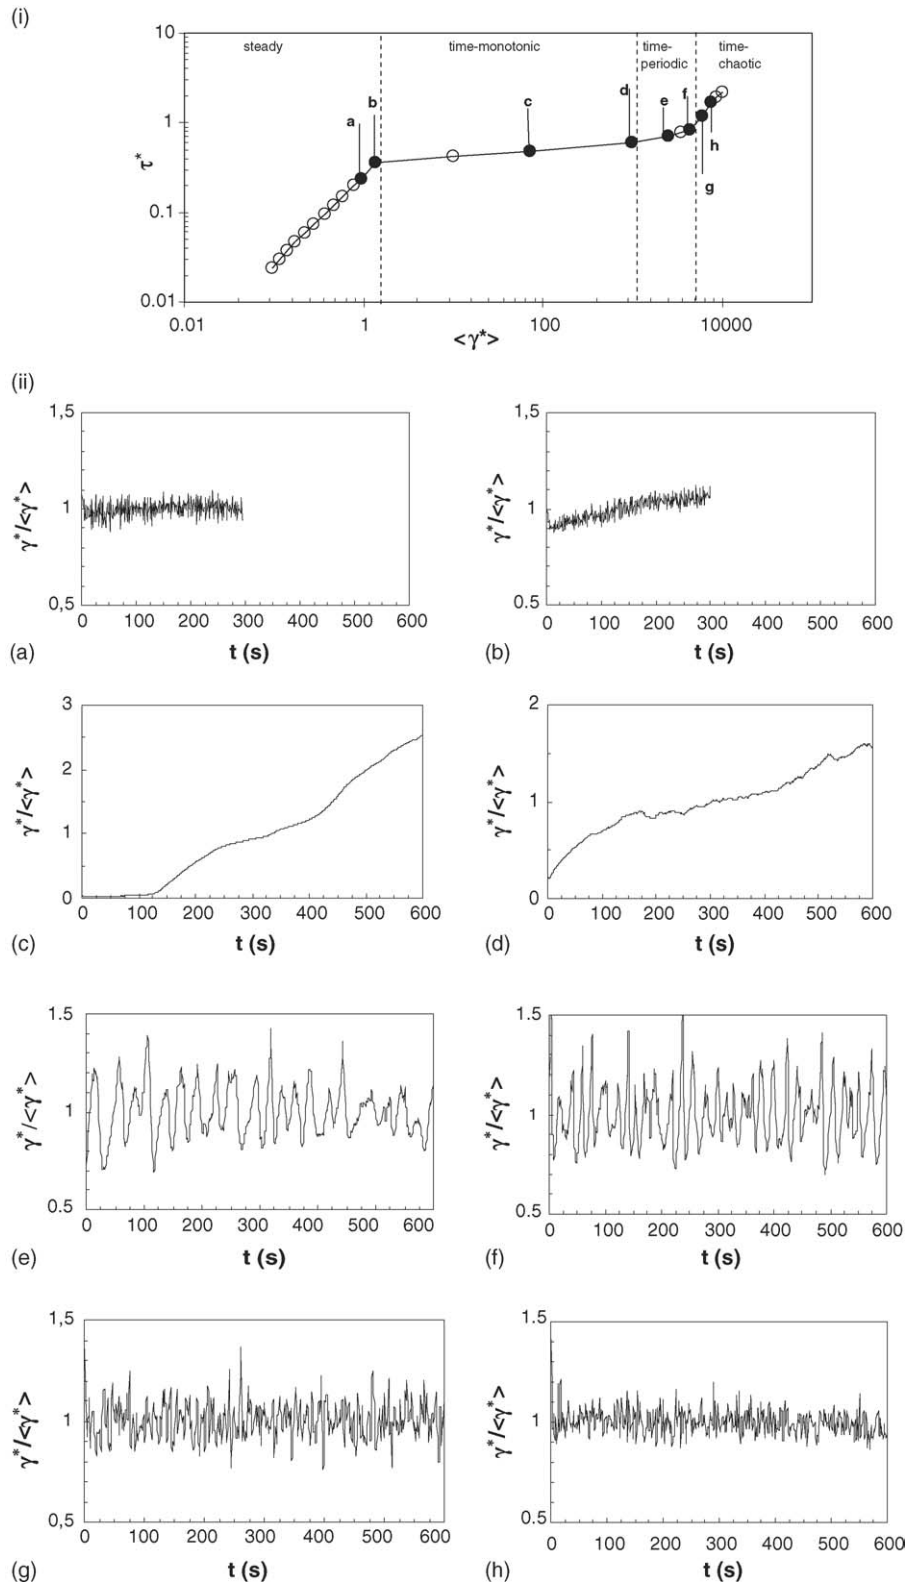 (i)
10
steady
time-monotonic
time-
periodic
time-
chaotic
a
b
c
d
e
f
g
h
1
τ*
0.1
0.01
0.01
1
100
10000
<γ*>
(ii)
1,5
1
0,5
γ*/<γ*>
0 100 200 300 400 500 600
(a)
t (s)
1,5
1
0,5
γ*/<γ*>
0 100 200 300 400 500 600
(b)
t (s)
3
2
1
0
γ*/<γ*>
0 100 200 300 400 500 600
(c)
t (s)
2
1
0
γ*/<γ*>
0 100 200 300 400 500 600
(d)
t (s)
1.5
1
0.5
γ*/<γ*>
0 100 200 300 400 500 600
(e)
t (s)
1.5
1
0.5
γ*/<γ*>
0 100 200 300 400 500 600
(f)
t (s)
1,5
1
0,5
γ*/<γ*>
0 100 200 300 400 500 600
(g)
t (s)
1,5
1
0,5
γ*/<γ*>
0 100 200 300 400 500 600
(h)
t (s)